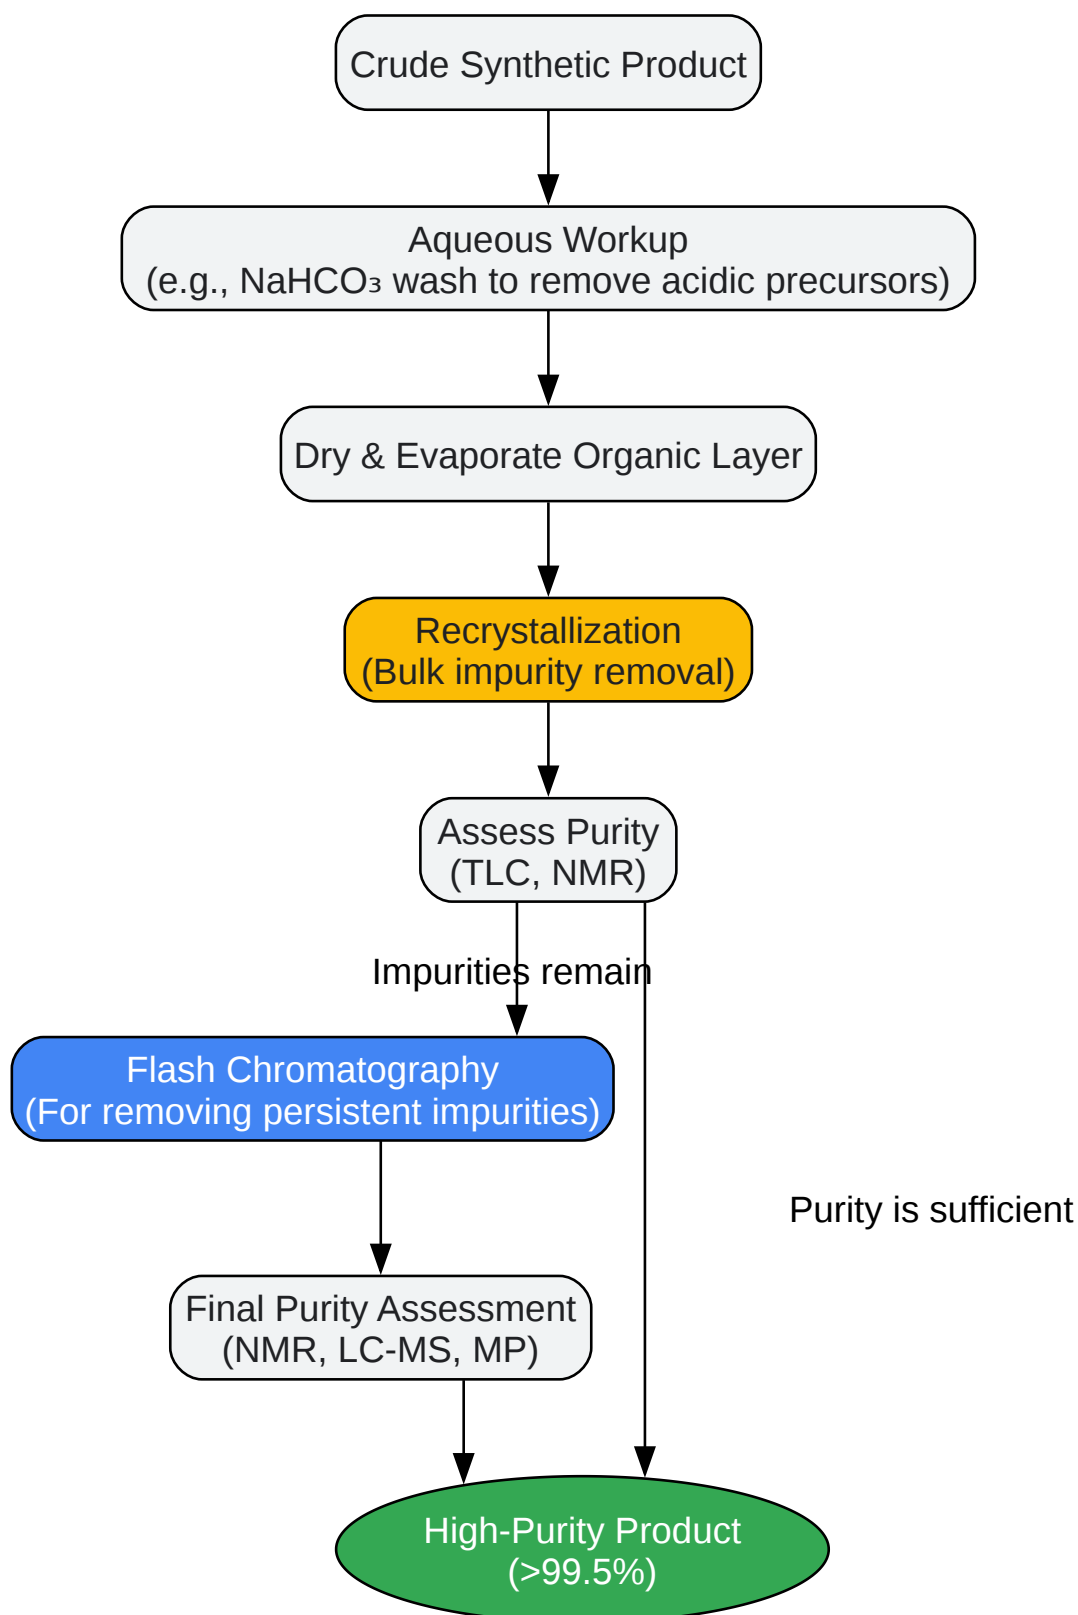 Crude Synthetic Product
Aqueous Workup
(e.g., NaHCO₃ wash to remove acidic precursors)
Dry & Evaporate Organic Layer
Recrystallization
(Bulk impurity removal)
Assess Purity
(TLC, NMR)
Impurities remain
Flash Chromatography
(For removing persistent impurities)
Purity is sufficient
Final Purity Assessment
(NMR, LC-MS, MP)
High-Purity Product
(>99.5%)